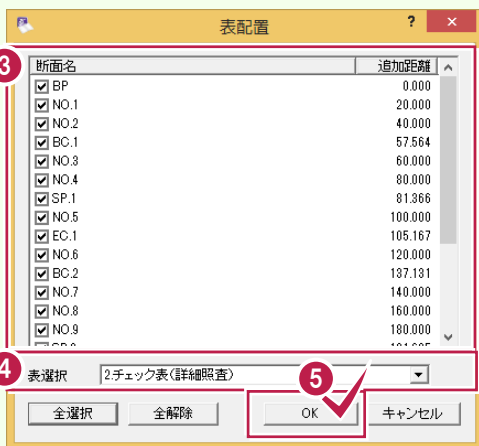 表配置 ? ×
3
断面名 追加距離
BP 0.000
NO.1 20.000
NO.2 40.000
BC.1 57.564
NO.3 60.000
NO.4 80.000
SP.1 81.366
NO.5 100.000
EC.1 105.167
NO.6 120.000
BC.2 137.131
NO.7 140.000
NO.8 160.000
NO.9 180.000
4
表選択 2.チェック表(詳細照査)
5
全選択 全解除 OK キャンセル